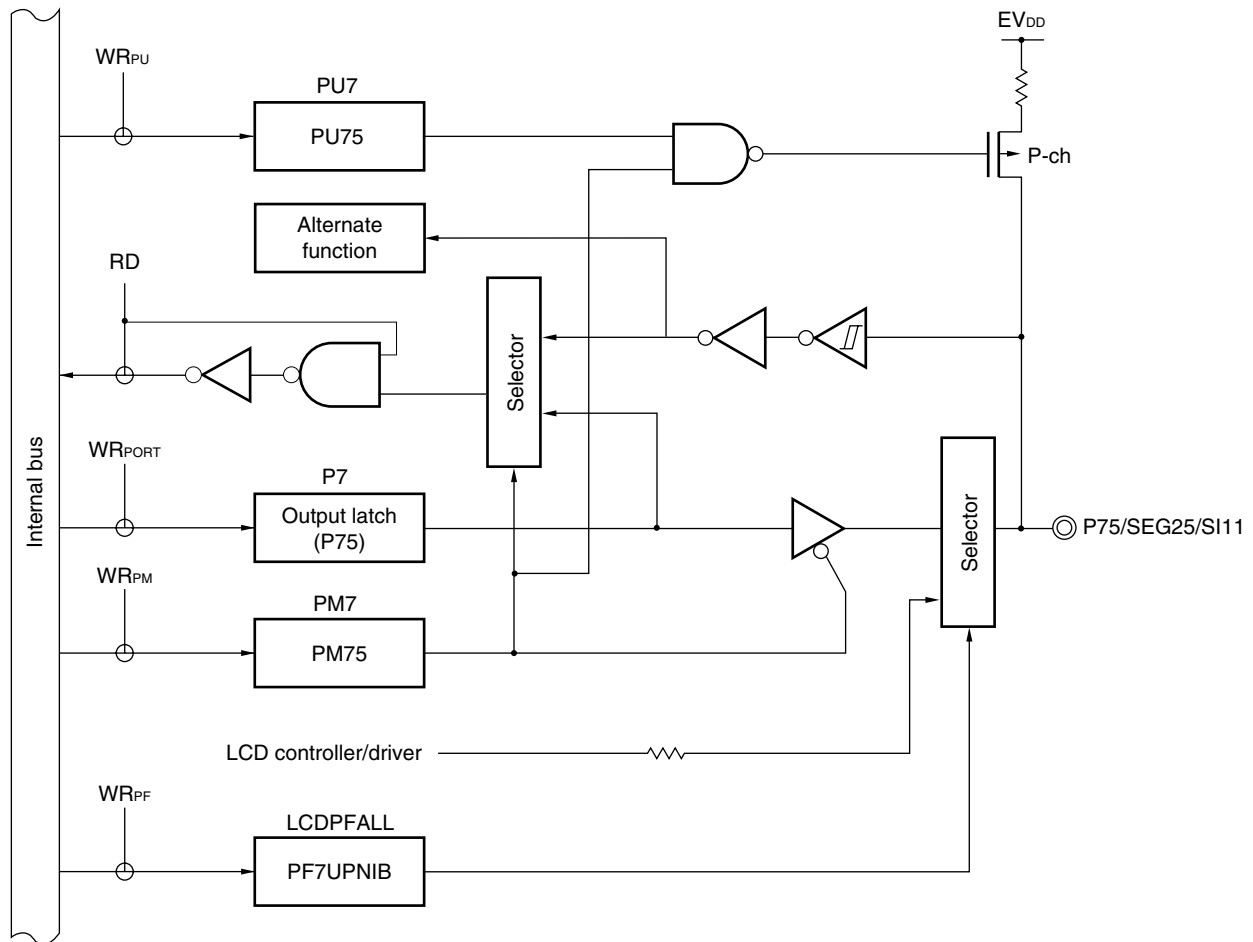 EVDD
WRPU
PU7
PU75
P-ch
Alternate
function
RD
Selector
Internal bus
WRPORT
P7
Output latch
(P75)
Selector
P75/SEG25/SI11
WRPM
PM7
PM75
LCD controller/driver
WRPF
LCDPFALL
PF7UPNIB